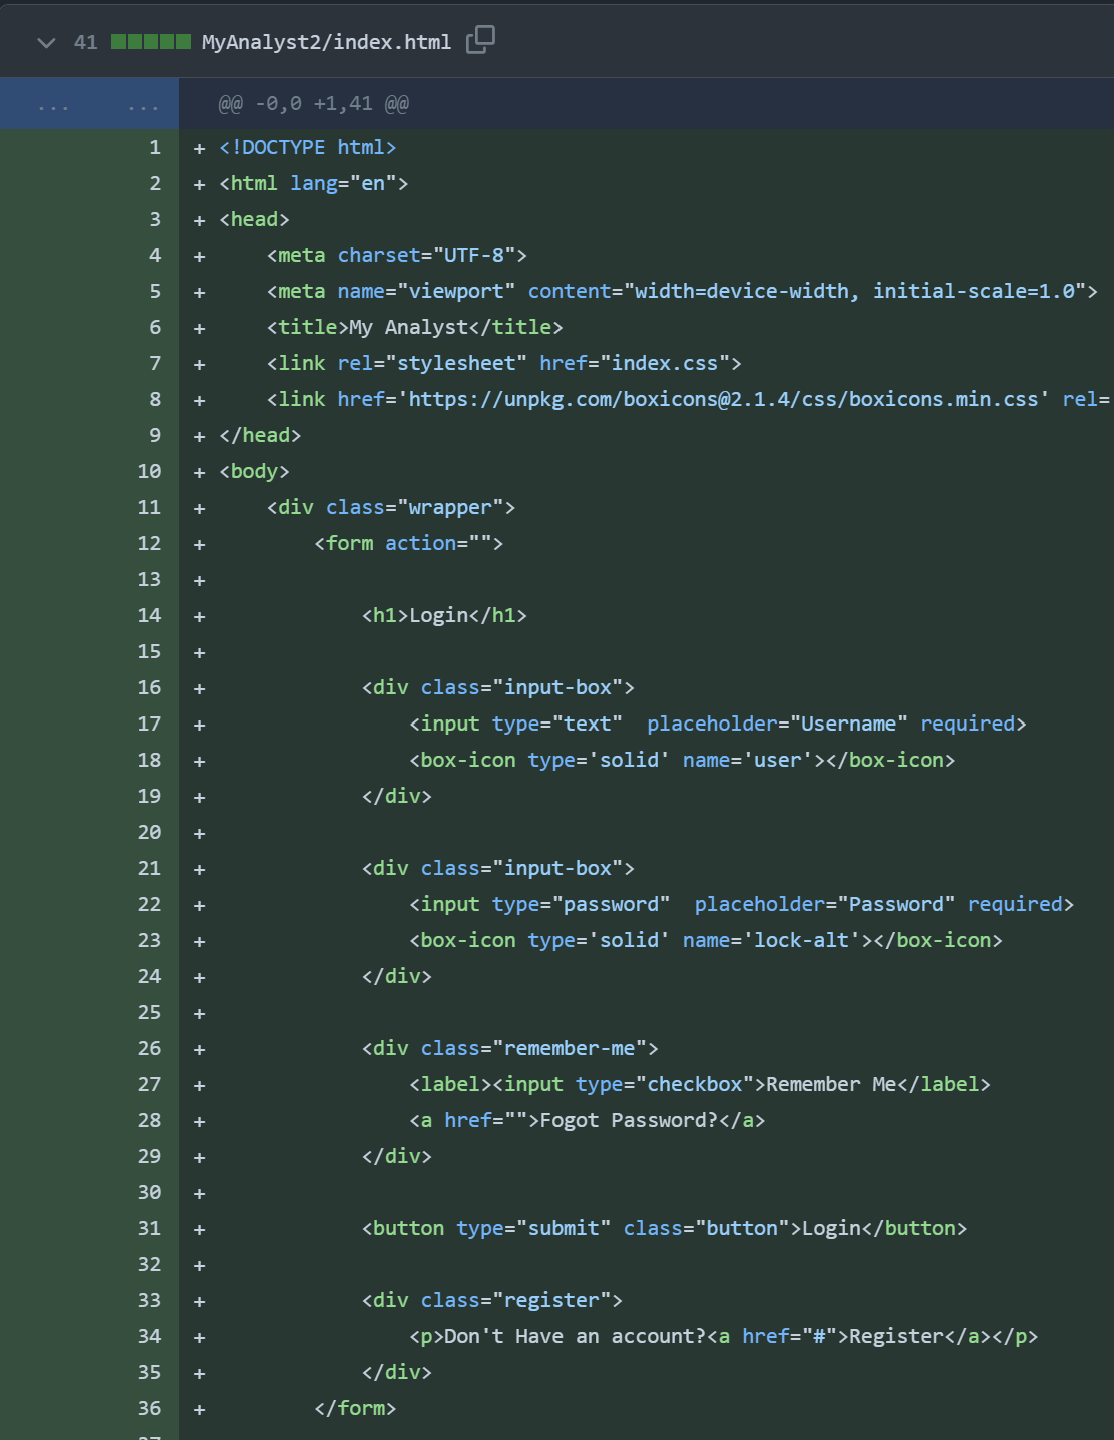 41 MyAnalyst2/index.html
... ... @@ -0,0 +1,41 @@
1 + <!DOCTYPE html>
2 + <html lang="en">
3 + <head>
4 +     <meta charset="UTF-8">
5 +     <meta name="viewport" content="width=device-width, initial-scale=1.0">
6 +     <title>My Analyst</title>
7 +     <link rel="stylesheet" href="index.css">
8 +     <link href='https://unpkg.com/boxicons@2.1.4/css/boxicons.min.css' rel=
9 + </head>
10 + <body>
11 +     <div class="wrapper">
12 +         <form action="">
13 +
14 +             <h1>Login</h1>
15 +
16 +             <div class="input-box">
17 +                 <input type="text"  placeholder="Username" required>
18 +                 <box-icon type='solid' name='user'></box-icon>
19 +             </div>
20 +
21 +             <div class="input-box">
22 +                 <input type="password"  placeholder="Password" required>
23 +                 <box-icon type='solid' name='lock-alt'></box-icon>
24 +             </div>
25 +
26 +             <div class="remember-me">
27 +                 <label><input type="checkbox">Remember Me</label>
28 +                 <a href="">Fogot Password?</a>
29 +             </div>
30 +
31 +             <button type="submit" class="button">Login</button>
32 +
33 +             <div class="register">
34 +                 <p>Don't Have an account?<a href="#">Register</a></p>
35 +             </div>
36 +         </form>